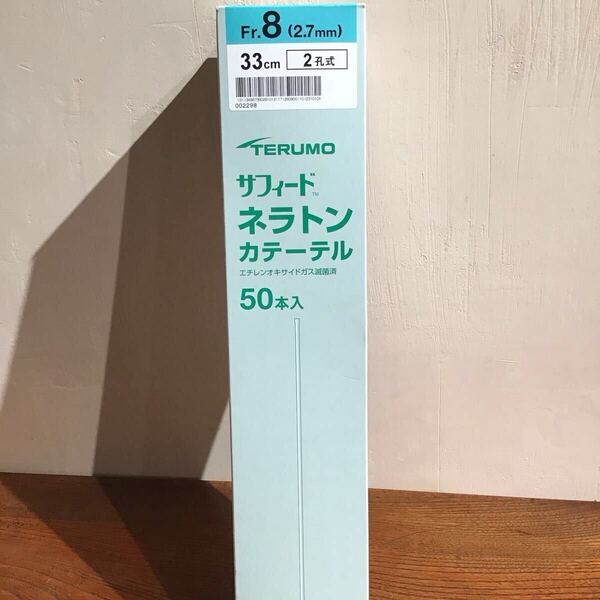 Fr.8 (2.7mm)
33cm 2孔式
002298
TERUMO
サフィード™
ネラトン
カテーテル
エチレンオキサイドガス滅菌済
50本入